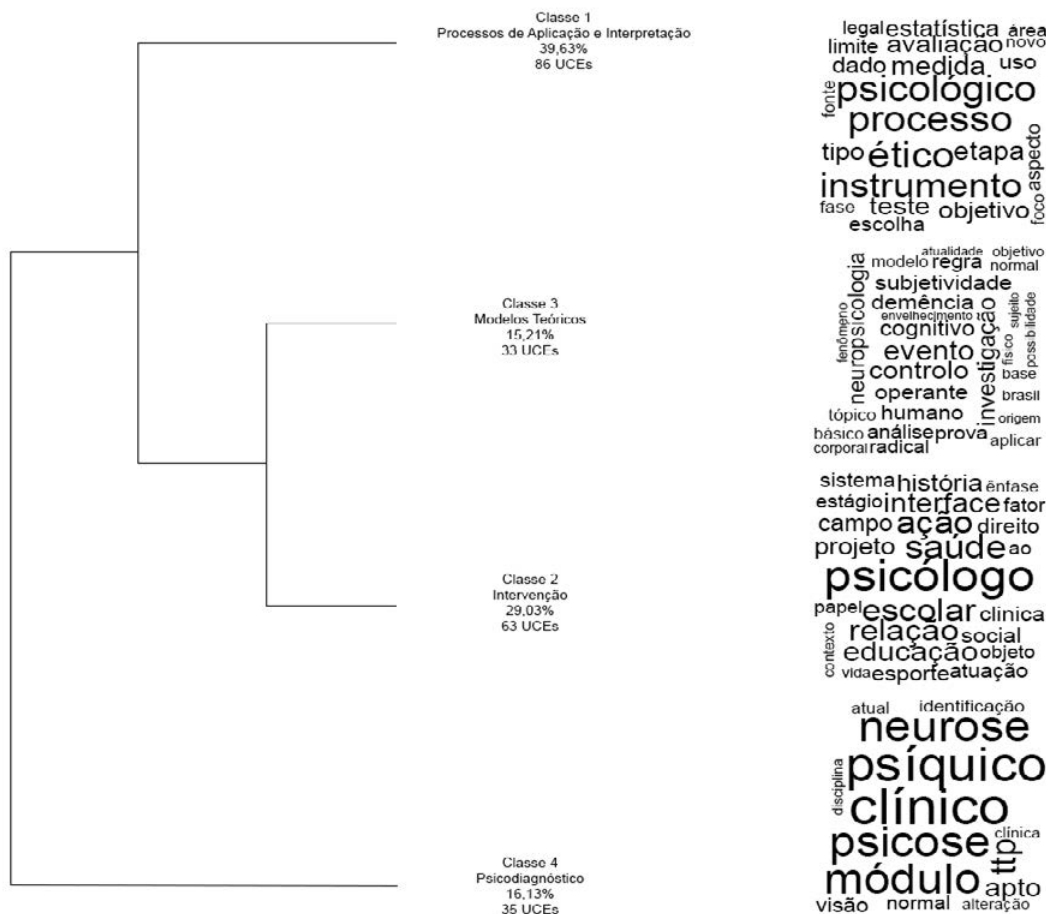 Classe 1
Processos de Aplicação e Interpretação
39,63%
86 UCEs
legal estatística área
limite avaliação novo
dado medida uso
fonte psicológico
processo
tipo ético etapa aspecto
instrumento
fase teste objetivo foco
escolha
Classe 3
Modelos Teóricos
15,21%
33 UCEs
atualidade objetivo
modelo regra normal
neuropsicologia subjetividade
demência
envelhecimento
fenômeno cognitivo investigação sujeito possibilidade
evento físico
controlo base
operante brasil
tópico humano origem
básico análise prova aplicar
corporal radical
Classe 2
Intervenção
29,03%
63 UCEs
sistema história ênfase
estágio interface fator
campo ação direito
projeto saúde ao
psicólogo
papel escolar clinica
relação social
contexto educação objeto
vida esporte atuação
Classe 4
Psicodiagnóstico
16,13%
35 UCEs
atual identificação
neurose
disciplina psíquico
clínico
psicose clínica
ttp
módulo apto
visão normal alteração